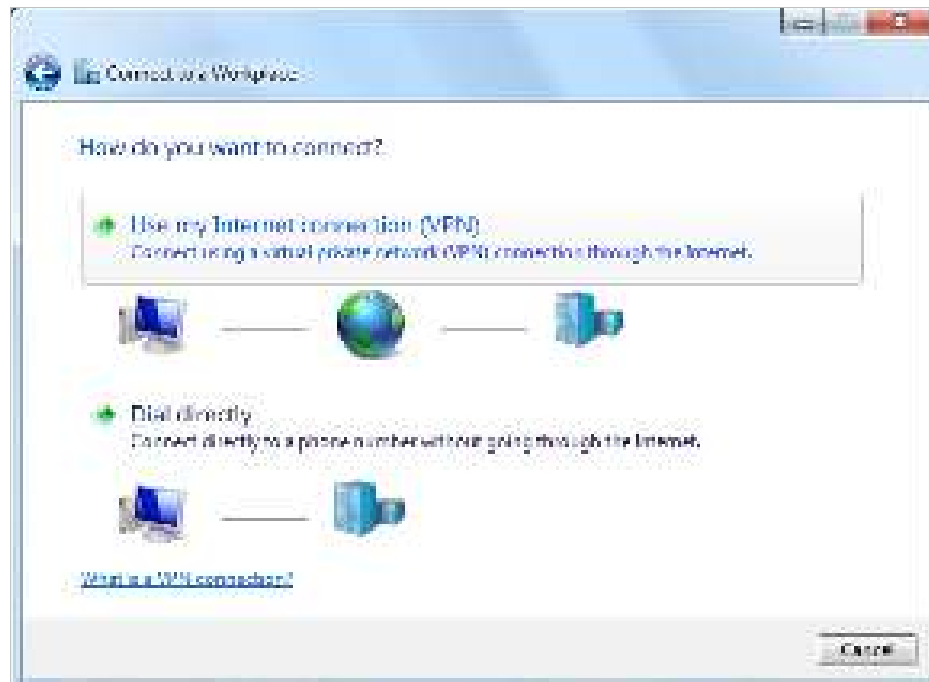 Connect to a Workplace
How do you want to connect?
Use my Internet connection (VPN)
Connect using a virtual private network (VPN) connection through the Internet.
Dial directly
Connect directly to a phone number without going through the Internet.
What is a VPN connection?
Cancel